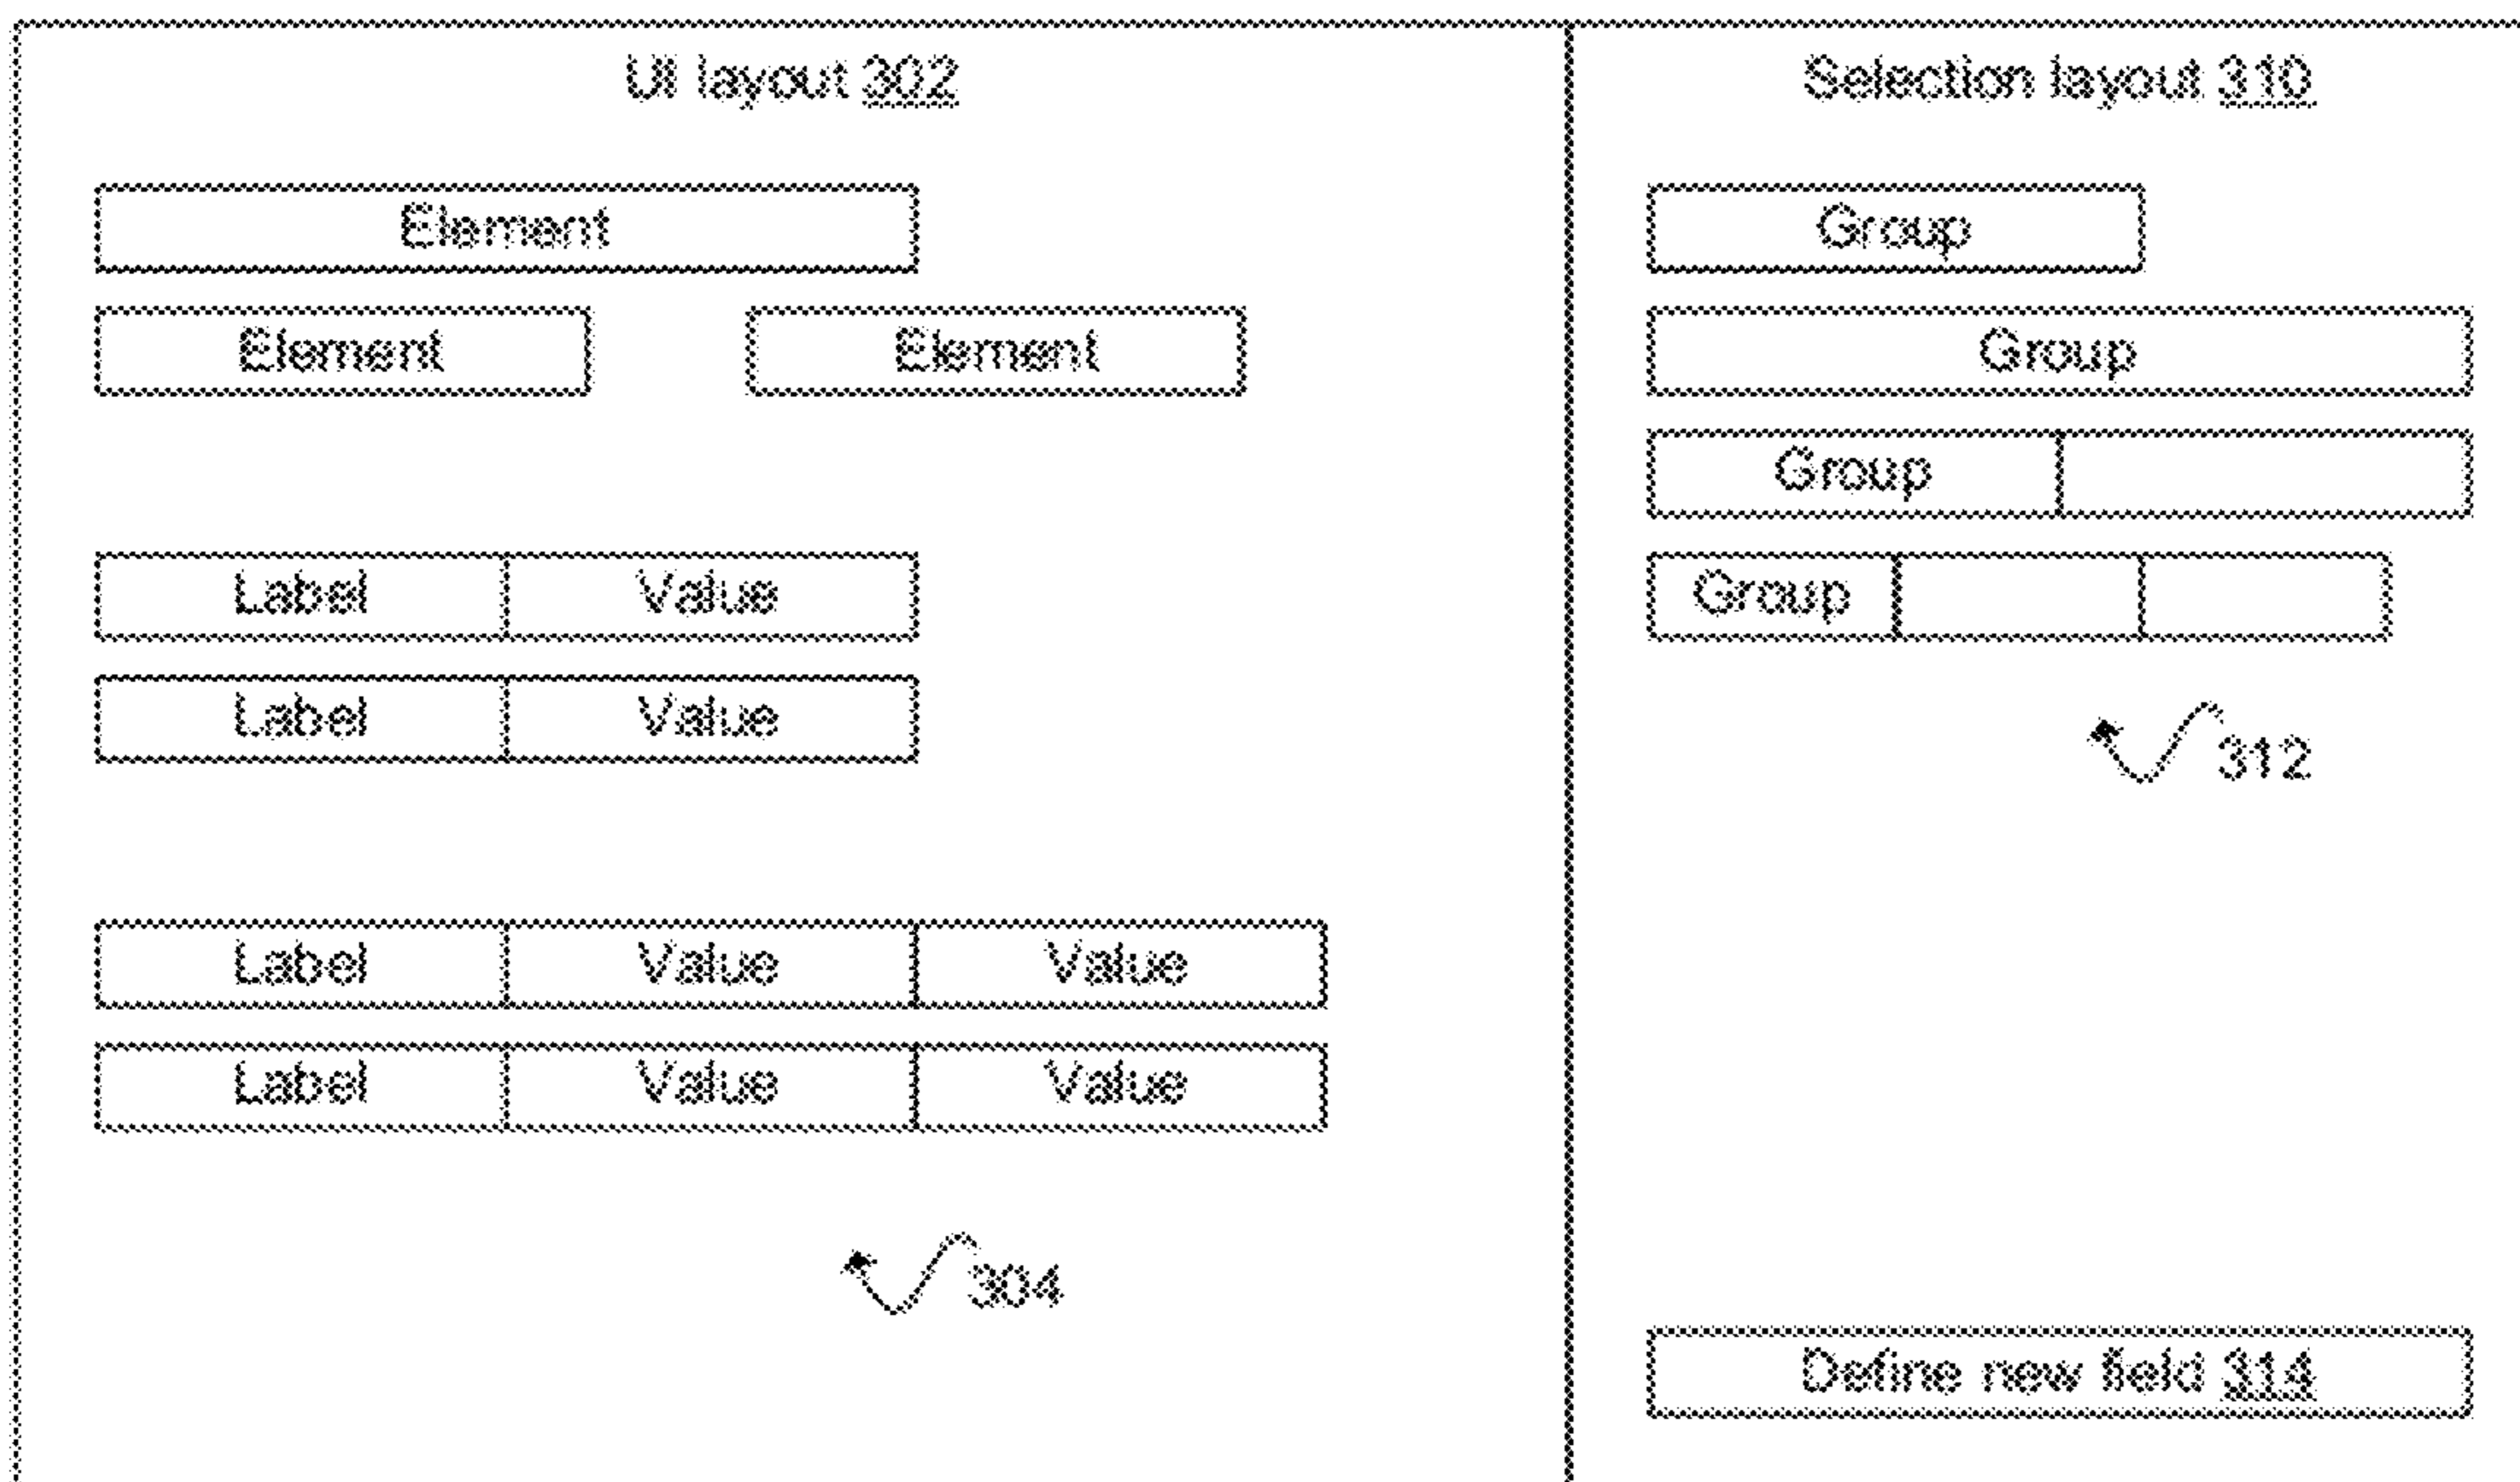 UI layout 302
Element
Element Element
Label Value
Label Value
Label Value Value
Label Value Value
304
Selection layout 310
Group
Group
Group
Group
312
Define new field 314